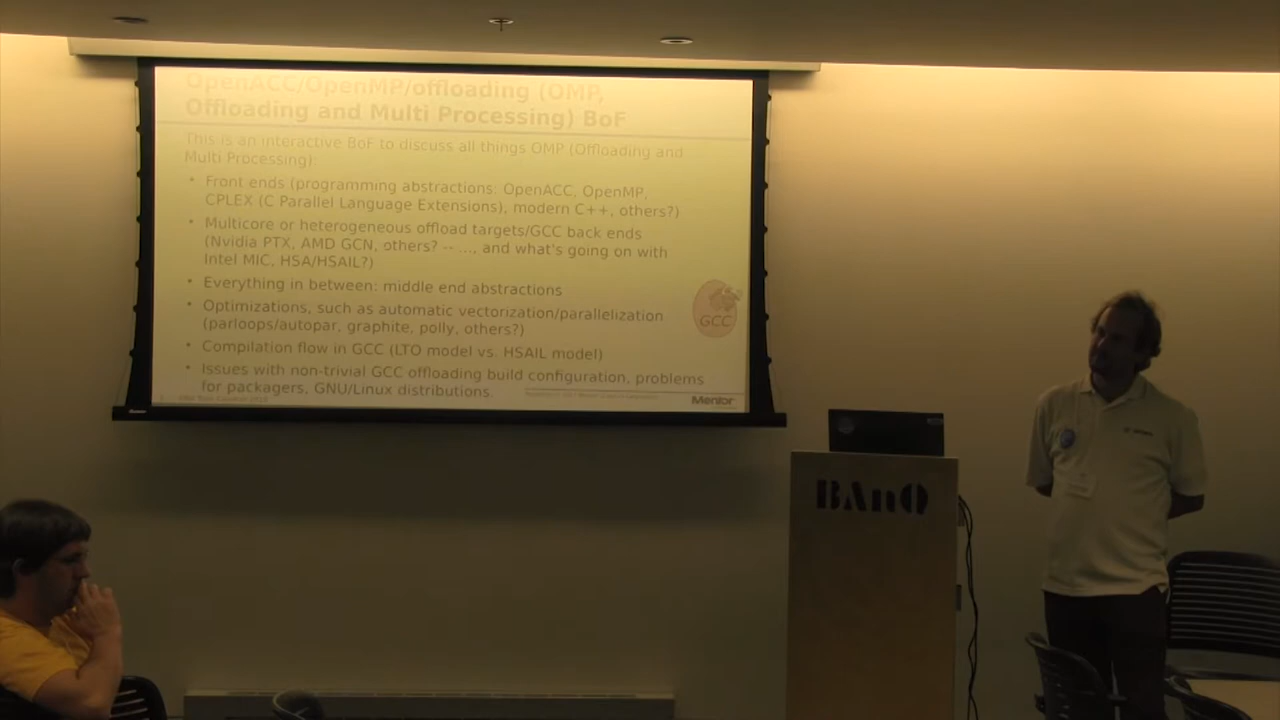 OpenACC/OpenMP/offloading (OMP,
Offloading and Multi Processing) BoF
This is an interactive BoF to discuss all things OMP (Offloading and
Multi Processing):
• Front ends (programming abstractions: OpenACC, OpenMP,
CPLEX (C Parallel Language Extensions), modern C++, others?)
• Multicore or heterogeneous offload targets/GCC back ends
(Nvidia PTX, AMD GCN, others? -- ..., and what's going on with
Intel MIC, HSA/HSAIL?)
• Everything in between: middle end abstractions
• Optimizations, such as automatic vectorization/parallelization
(parloops/autopar, graphite, polly, others?)
GCC
• Compilation flow in GCC (LTO model vs. HSAIL model)
• Issues with non-trivial GCC offloading build configuration, problems
for packagers, GNU/Linux distributions.
Mentor
BAnQ